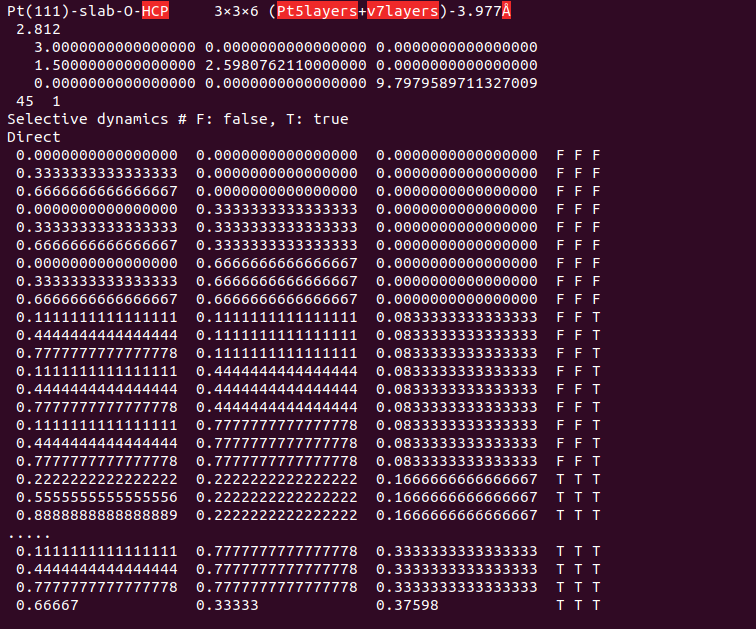 Pt(111)-slab-O-HCP 3×3×6 (Pt5layers+v7layers)-3.977Å
2.812
3.0000000000000000 0.0000000000000000 0.0000000000000000
1.5000000000000000 2.5980762110000000 0.0000000000000000
0.0000000000000000 0.0000000000000000 9.7979589711327009
45 1
Selective dynamics # F: false, T: true
Direct
0.0000000000000000 0.0000000000000000 0.0000000000000000 F F F
0.3333333333333333 0.0000000000000000 0.0000000000000000 F F F
0.6666666666666667 0.0000000000000000 0.0000000000000000 F F F
0.0000000000000000 0.3333333333333333 0.0000000000000000 F F F
0.3333333333333333 0.3333333333333333 0.0000000000000000 F F F
0.6666666666666667 0.3333333333333333 0.0000000000000000 F F F
0.0000000000000000 0.6666666666666667 0.0000000000000000 F F F
0.3333333333333333 0.6666666666666667 0.0000000000000000 F F F
0.6666666666666667 0.6666666666666667 0.0000000000000000 F F F
0.1111111111111111 0.1111111111111111 0.0833333333333333 F F T
0.4444444444444444 0.1111111111111111 0.0833333333333333 F F T
0.7777777777777778 0.1111111111111111 0.0833333333333333 F F T
0.1111111111111111 0.4444444444444444 0.0833333333333333 F F T
0.4444444444444444 0.4444444444444444 0.0833333333333333 F F T
0.7777777777777778 0.4444444444444444 0.0833333333333333 F F T
0.1111111111111111 0.7777777777777778 0.0833333333333333 F F T
0.4444444444444444 0.7777777777777778 0.0833333333333333 F F T
0.7777777777777778 0.7777777777777778 0.0833333333333333 F F T
0.2222222222222222 0.2222222222222222 0.1666666666666667 T T T
0.5555555555555556 0.2222222222222222 0.1666666666666667 T T T
0.8888888888888889 0.2222222222222222 0.1666666666666667 T T T
.....
0.1111111111111111 0.7777777777777778 0.3333333333333333 T T T
0.4444444444444444 0.7777777777777778 0.3333333333333333 T T T
0.7777777777777778 0.7777777777777778 0.3333333333333333 T T T
0.66667 0.33333 0.37598 T T T